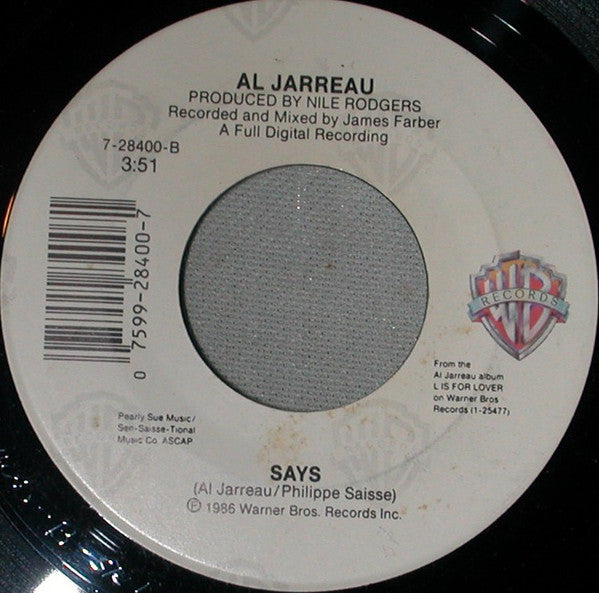 AL JARREAU
PRODUCED BY NILE RODGERS
Recorded and Mixed by James Farber
A Full Digital Recording
7-28400-B
3:51
0 7599-28400-7
RECORDS
From the
Al Jarreau album
L IS FOR LOVER
on Warner Bros
Records (1-25477)
Pearly Sue Music/
Sen-Saisse-Tional
Music Co. ASCAP
SAYS
(Al Jarreau/Philippe Saisse)
℗ 1986 Warner Bros. Records Inc.